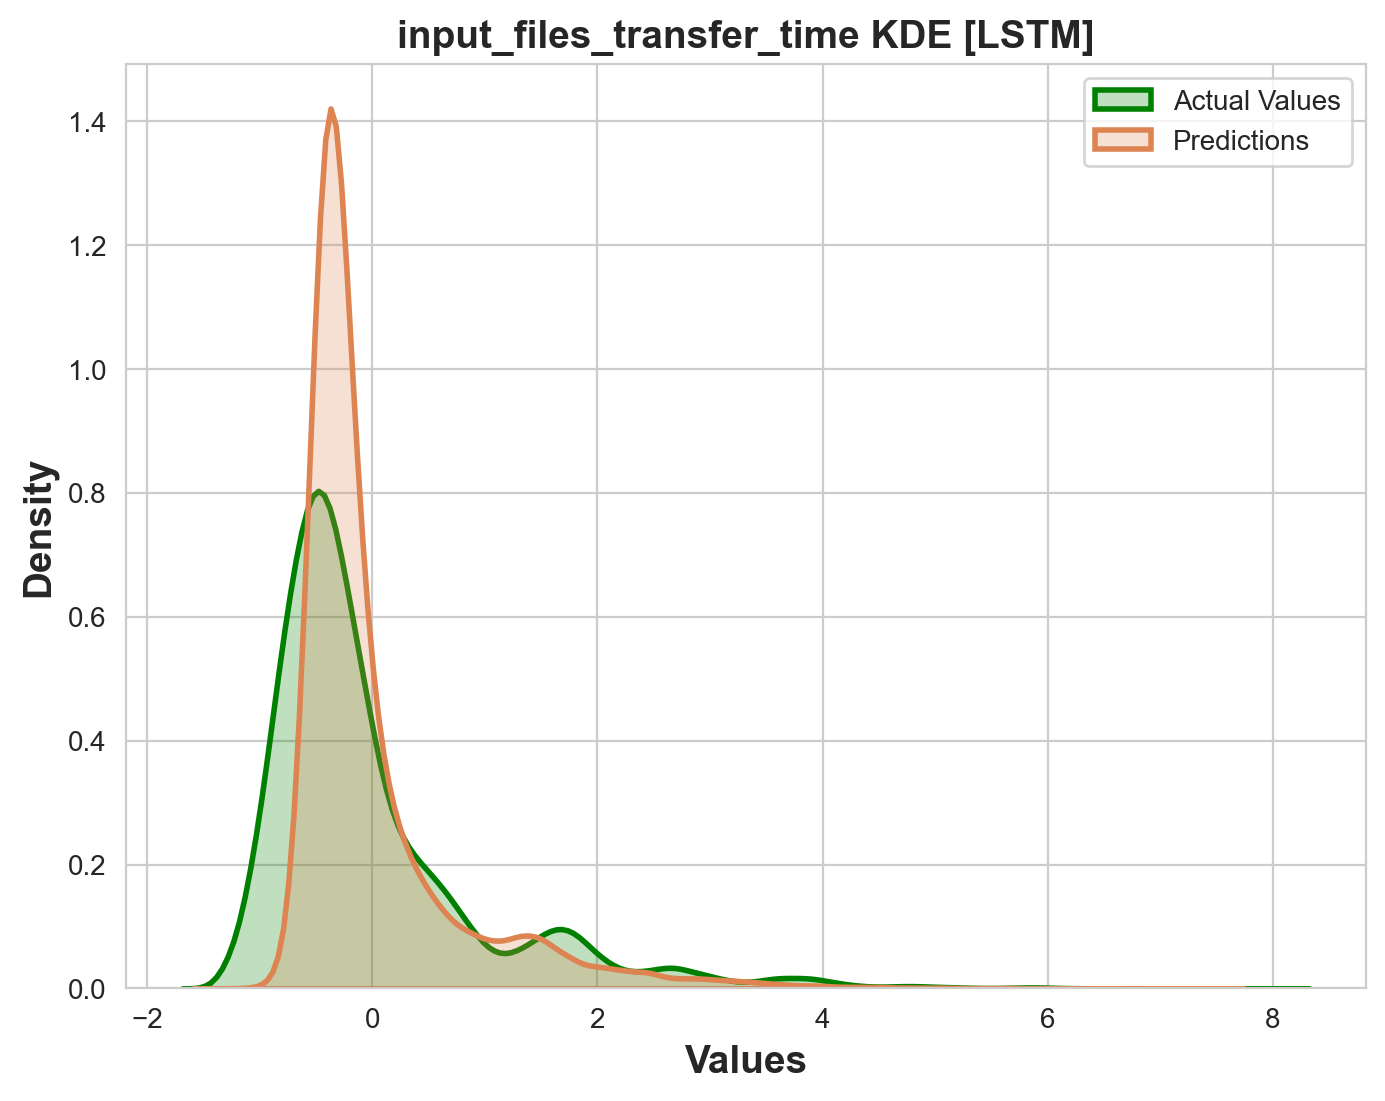 input_files_transfer_time KDE [LSTM]
Actual Values
Predictions
1.4
1.2
1.0
0.8
0.6
0.4
0.2
0.0
Density
−2
0
2
4
6
8
Values